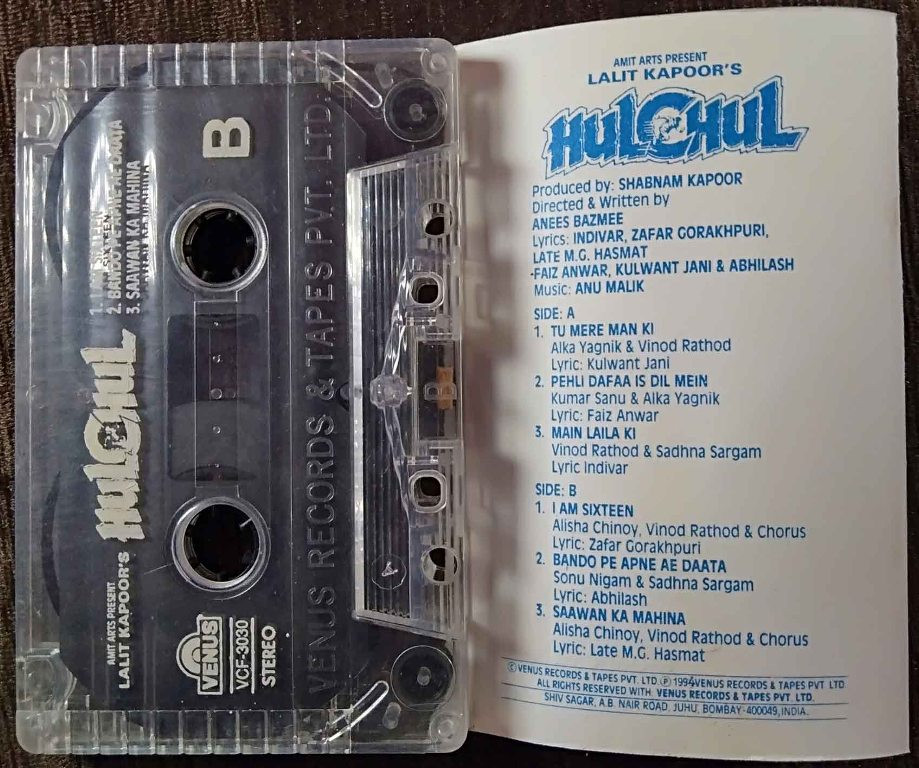 B
1. I AM SIXTEEN
2. BANDO PE APNE AE DAATA
3. SAAWAN KA MAHINA
AMIT ARTS PRESENT
LALIT KAPOOR'S
HULCHUL
VENUS
VCF-3030
STEREO
VENUS RECORDS & TAPES PVT. LTD.
B
AMIT ARTS PRESENT
LALIT KAPOOR'S
HULCHUL
Produced by: SHABNAM KAPOOR
Directed & Written by
ANEES BAZMEE
Lyrics: INDIVAR, ZAFAR GORAKHPURI,
LATE M.G. HASMAT
-FAIZ ANWAR, KULWANT JANI & ABHILASH
Music: ANU MALIK
SIDE: A
1. TU MERE MAN KI
Alka Yagnik & Vinod Rathod
Lyric: Kulwant Jani
2. PEHLI DAFAA IS DIL MEIN
Kumar Sanu & Alka Yagnik
Lyric: Faiz Anwar
3. MAIN LAILA KI
Vinod Rathod & Sadhna Sargam
Lyric Indivar
SIDE: B
1. I AM SIXTEEN
Alisha Chinoy, Vinod Rathod & Chorus
Lyric: Zafar Gorakhpuri
2. BANDO PE APNE AE DAATA
Sonu Nigam & Sadhna Sargam
Lyric: Abhilash
3. SAAWAN KA MAHINA
Alisha Chinoy, Vinod Rathod & Chorus
Lyric: Late M.G. Hasmat
©VENUS RECORDS & TAPES PVT. LTD. ℗ 1994 VENUS RECORDS & TAPES PVT LTD
ALL RIGHTS RESERVED WITH VENUS RECORDS & TAPES PVT. LTD.
SHIV SAGAR, A.B. NAIR ROAD, JUHU, BOMBAY-400049, INDIA.